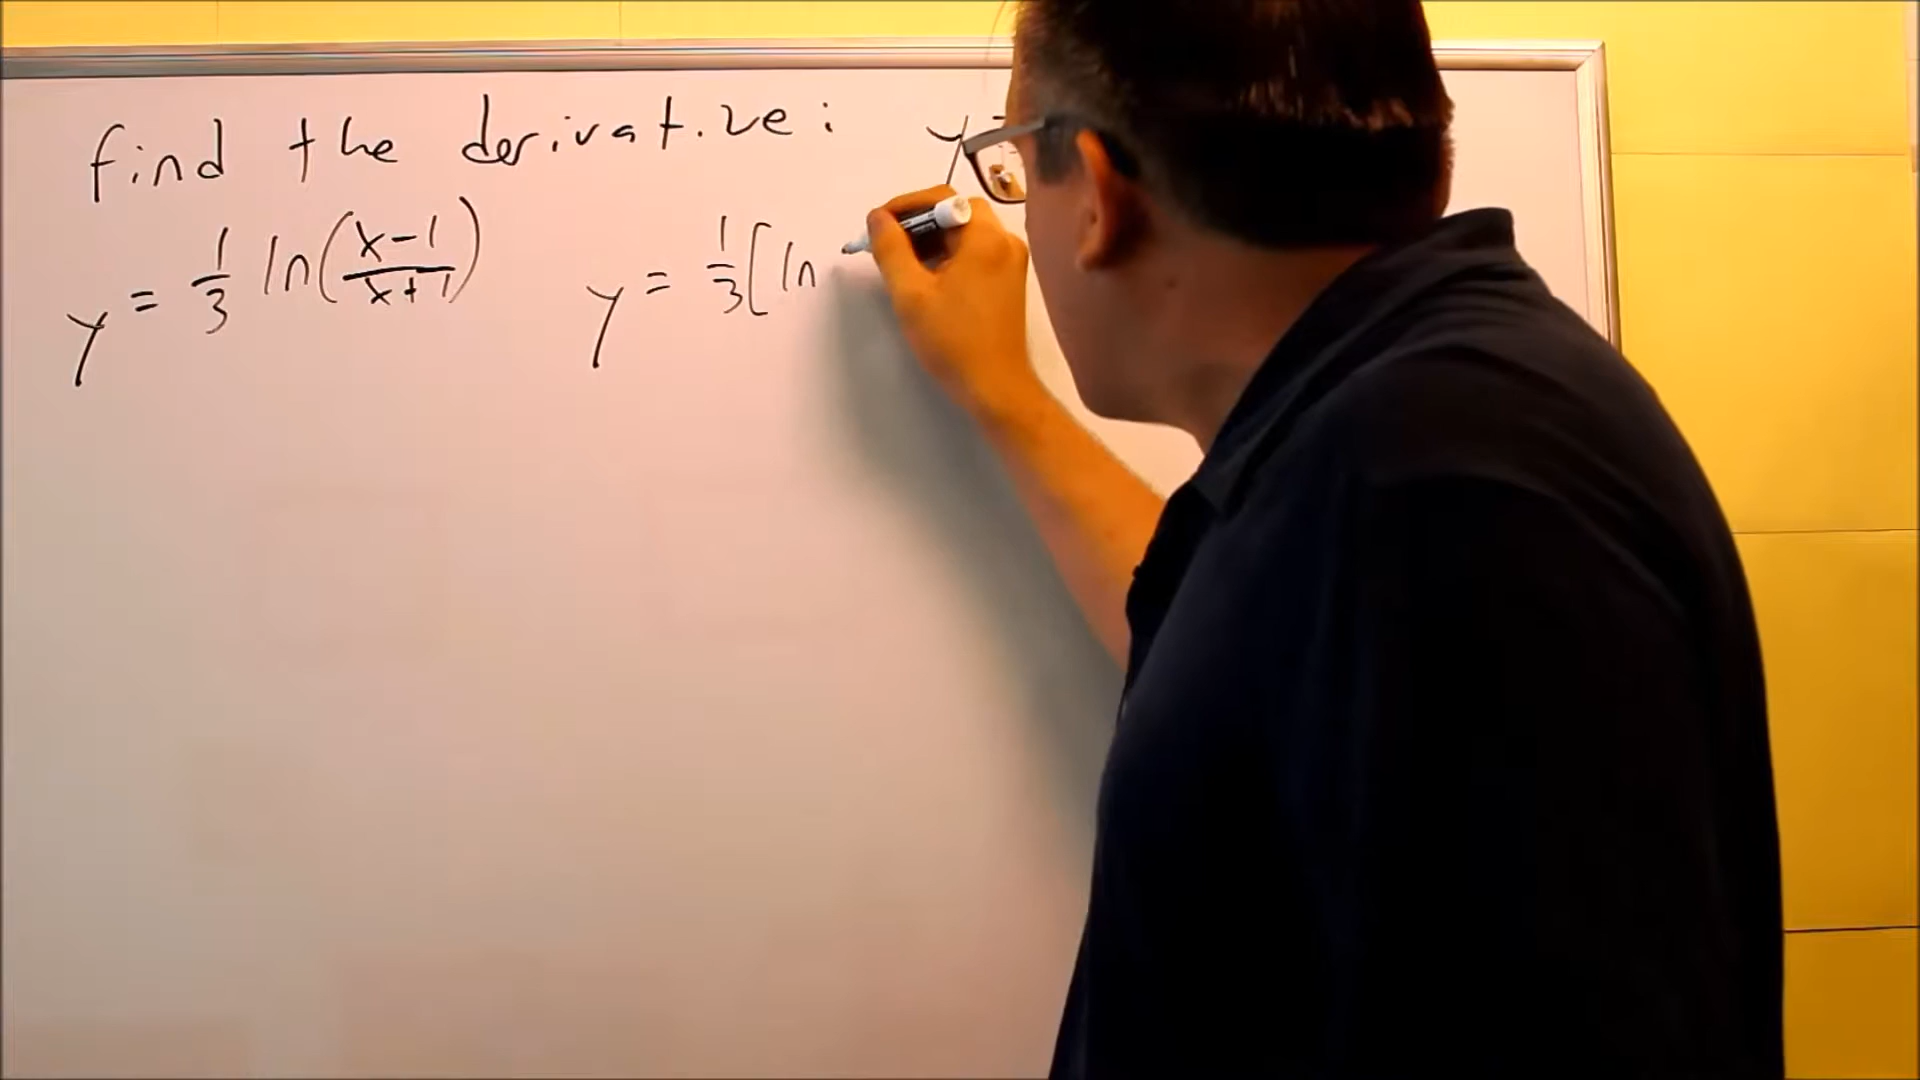 find the derivative: y =
y = 1/3 ln((x-1)/(x+1)) y = 1/3 [ln